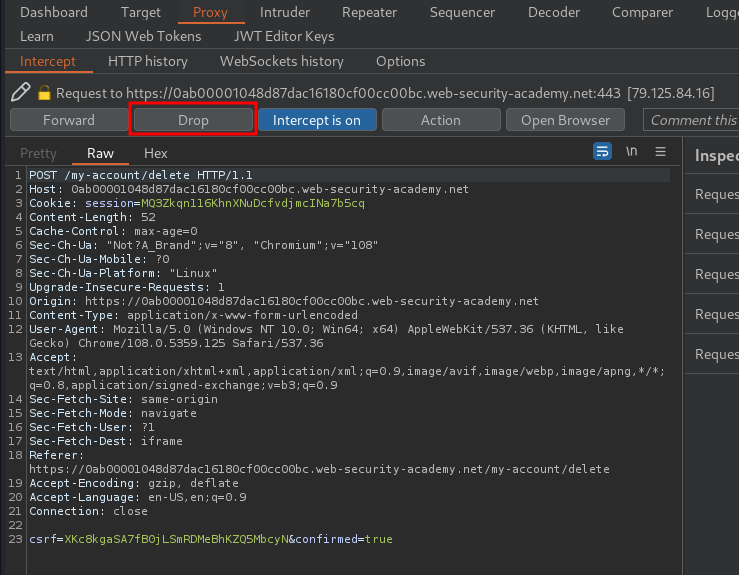 Dashboard Target Proxy Intruder Repeater Sequencer Decoder Comparer Logge
Learn JSON Web Tokens JWT Editor Keys
Intercept HTTP history WebSockets history Options
Request to https://0ab00001048d87dac16180cf00cc00bc.web-security-academy.net:443 [79.125.84.16]
Forward Drop Intercept is on Action Open Browser Comment this
Pretty Raw Hex \n Inspec
1 POST /my-account/delete HTTP/1.1
2 Host: 0ab00001048d87dac16180cf00cc00bc.web-security-academy.net
3 Cookie: session=MQ3Zkqn1l6KhnXNuDcfvdjmcINa7b5cq
4 Content-Length: 52
5 Cache-Control: max-age=0
6 Sec-Ch-Ua: "Not?A_Brand";v="8", "Chromium";v="108"
7 Sec-Ch-Ua-Mobile: ?0
8 Sec-Ch-Ua-Platform: "Linux"
9 Upgrade-Insecure-Requests: 1
10 Origin: https://0ab00001048d87dac16180cf00cc00bc.web-security-academy.net
11 Content-Type: application/x-www-form-urlencoded
12 User-Agent: Mozilla/5.0 (Windows NT 10.0; Win64; x64) AppleWebKit/537.36 (KHTML, like
Gecko) Chrome/108.0.5359.125 Safari/537.36
13 Accept:
text/html,application/xhtml+xml,application/xml;q=0.9,image/avif,image/webp,image/apng,*/*;
q=0.8,application/signed-exchange;v=b3;q=0.9
14 Sec-Fetch-Site: same-origin
15 Sec-Fetch-Mode: navigate
16 Sec-Fetch-User: ?1
17 Sec-Fetch-Dest: iframe
18 Referer:
https://0ab00001048d87dac16180cf00cc00bc.web-security-academy.net/my-account/delete
19 Accept-Encoding: gzip, deflate
20 Accept-Language: en-US,en;q=0.9
21 Connection: close
22
23 csrf=XKc8kgaSA7fB0jLSmRDMeBhKZQ5MbcyN&confirmed=true
Reques
Reques
Reques
Reques
Reques